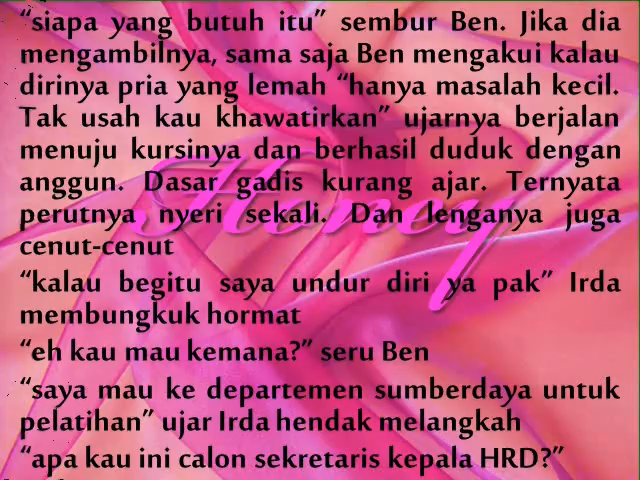 “siapa yang butuh itu” sembur Ben. Jika dia
mengambilnya, sama saja Ben mengakui kalau
dirinya pria yang lemah “hanya masalah kecil.
Tak usah kau khawatirkan” ujarnya berjalan
menuju kursinya dan berhasil duduk dengan
anggun. Dasar gadis kurang ajar. Ternyata
perutnya nyeri sekali. Dan lenganya juga
cenut-cenut
“kalau begitu saya undur diri ya pak” Irda
membungkuk hormat
“eh kau mau kemana?” seru Ben
“saya mau ke departemen sumberdaya untuk
pelatihan” ujar Irda hendak melangkah
“apa kau ini calon sekretaris kepala HRD?”
Honey